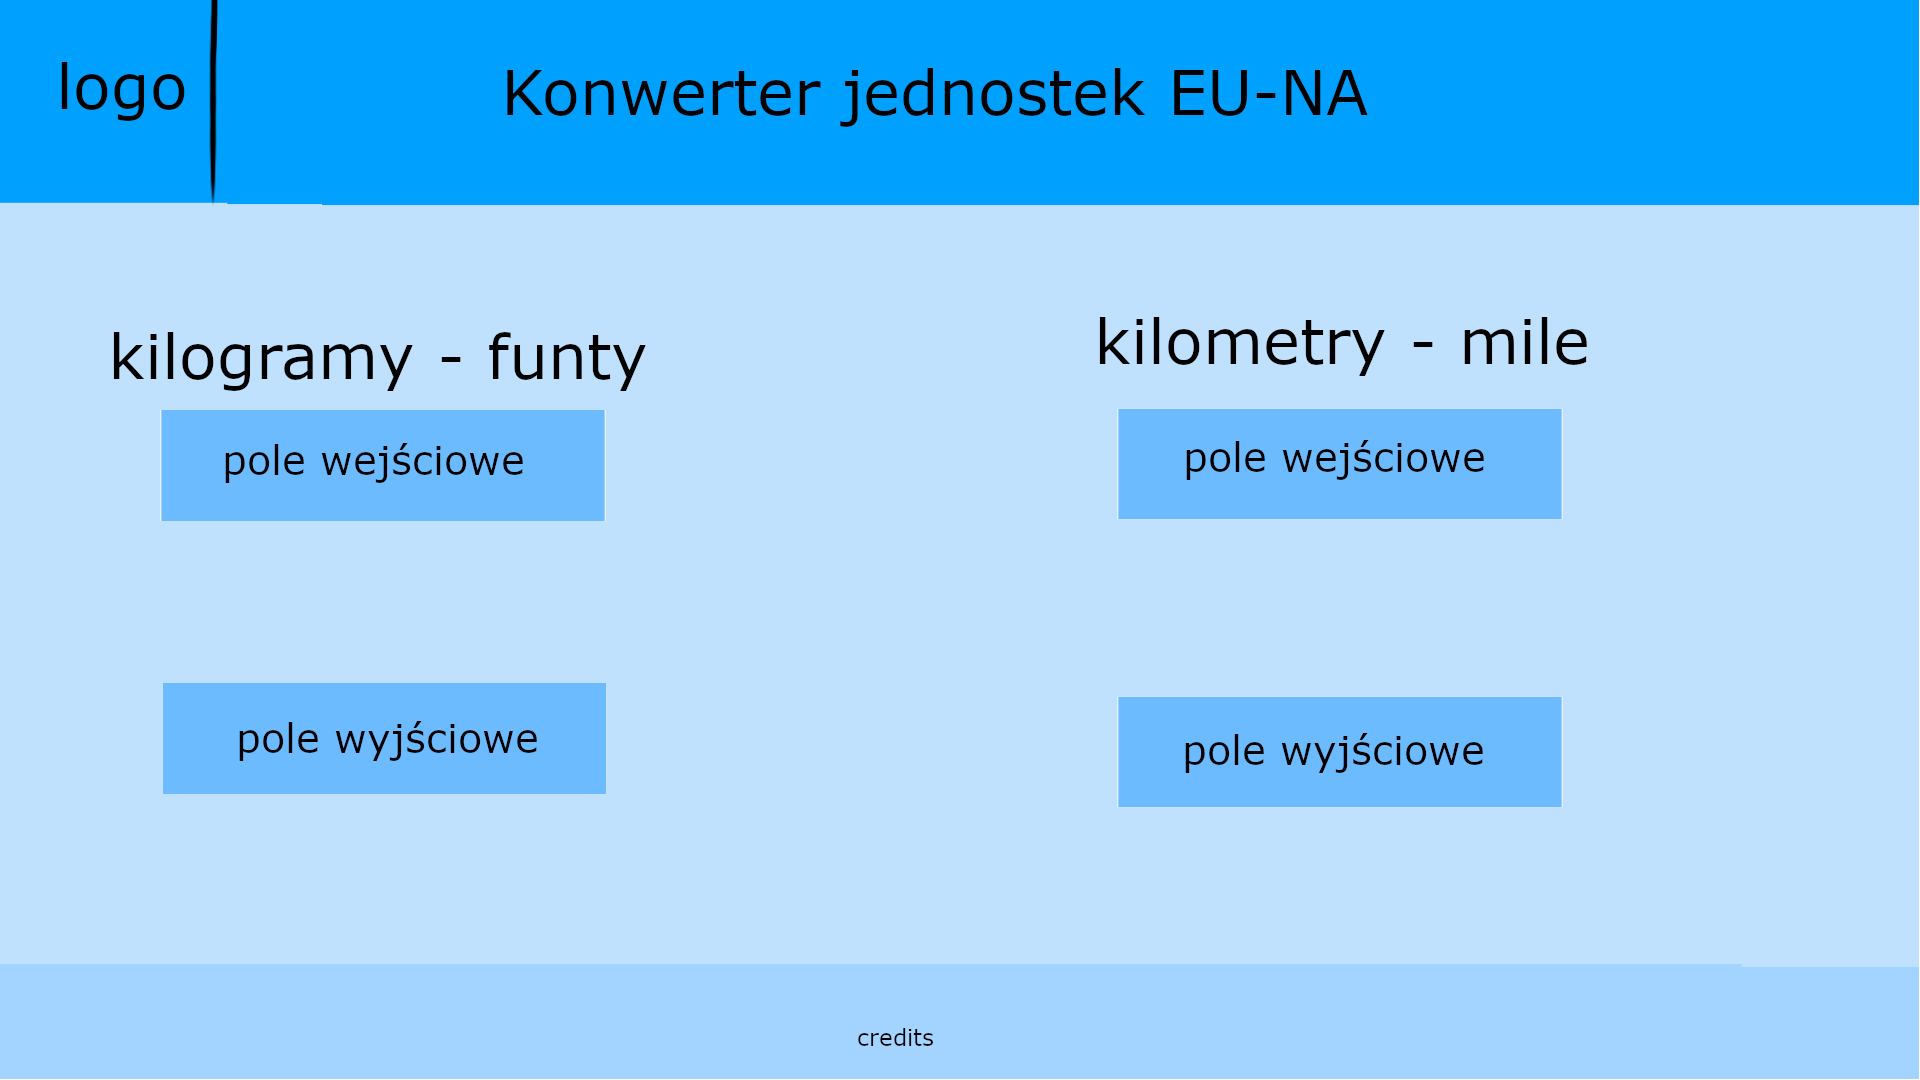 logo
Konwerter jednostek EU-NA
kilogramy - funty
pole wejściowe
pole wyjściowe
kilometry - mile
pole wejściowe
pole wyjściowe
credits